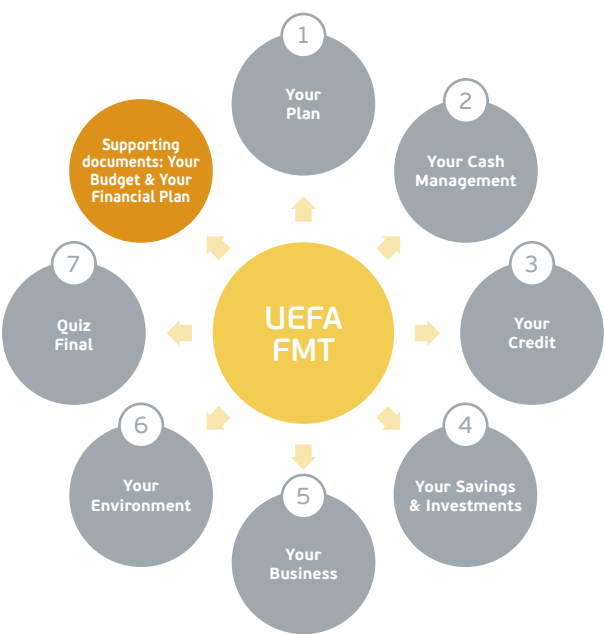 1
Your
Plan
2
Your Cash
Management
3
Your
Credit
4
Your Savings
& Investments
5
Your
Business
6
Your
Environment
7
Quiz
Final
Supporting
documents: Your
Budget & Your
Financial Plan
UEFA
FMT